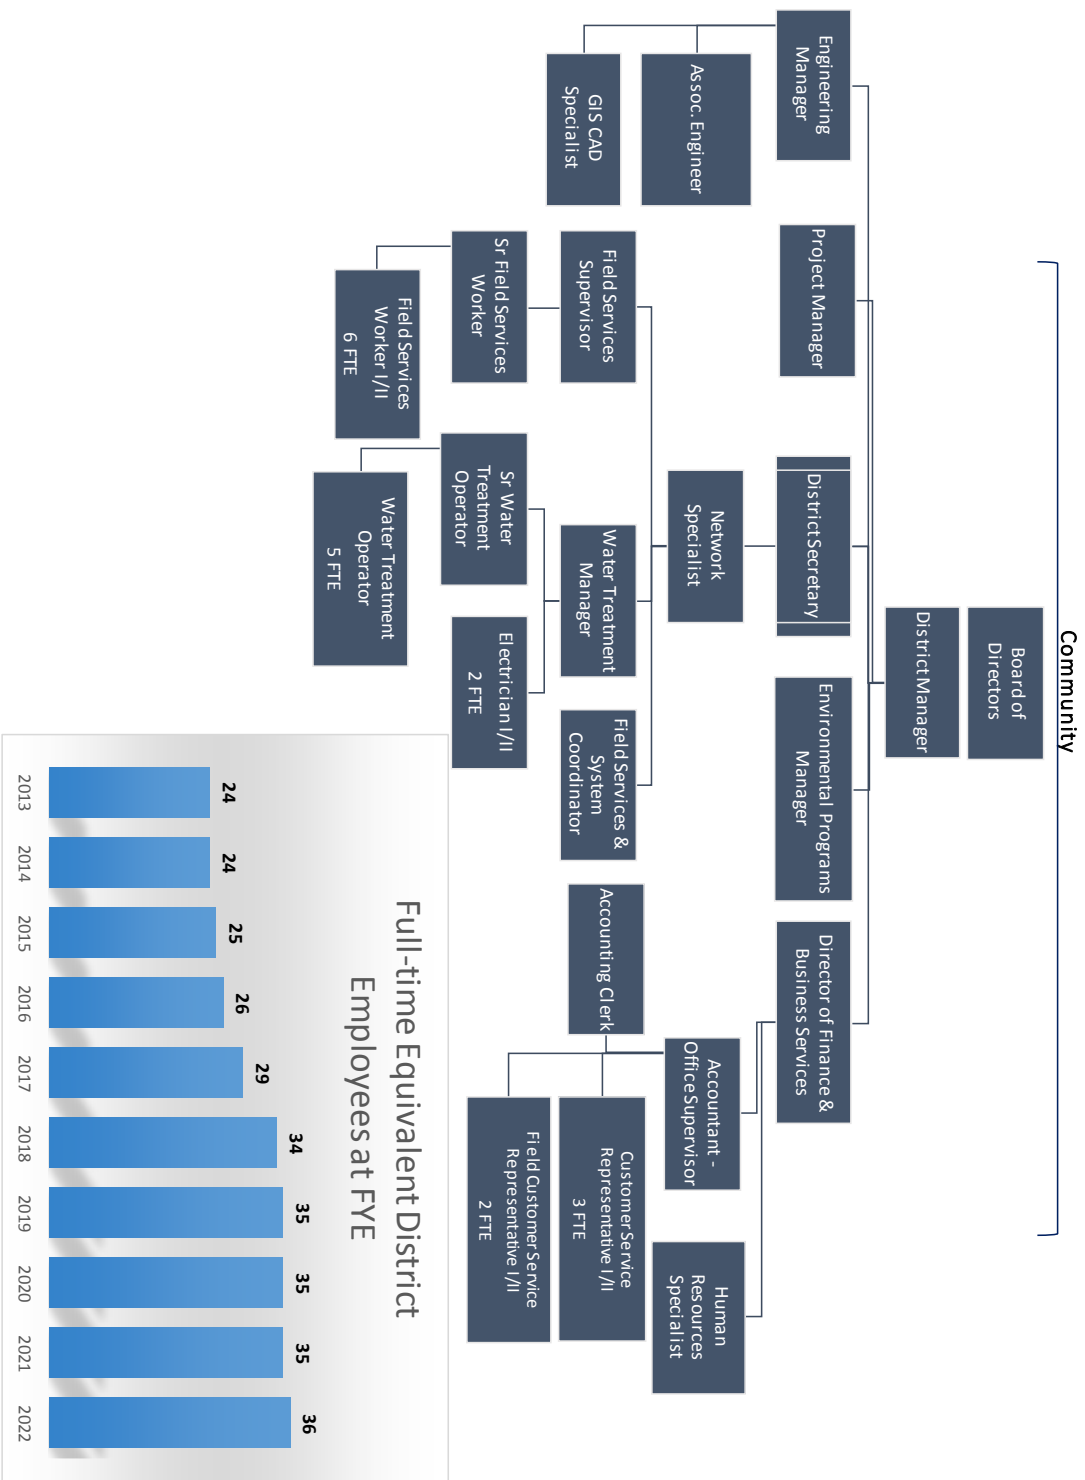 Community
Board of
Directors
District Manager
Engineering
Manager
Project Manager
District Secretary
Environmental Programs
Manager
Director of Finance &
Business Services
Assoc. Engineer
GIS CAD
Specialist
Network
Specialist
Accountant -
Office Supervisor
Human
Resources
Specialist
Field Services
Supervisor
Water Treatment
Manager
Field Services &
System
Coordinator
Accounting Clerk
Customer Service
Representative I/II
3 FTE
Sr Field Services
Worker
Sr Water
Treatment
Operator
Electrician I/II
2 FTE
Field Customer Service
Representative I/II
2 FTE
Field Services
Worker I/II
6 FTE
Water Treatment
Operator
5 FTE
Full-time Equivalent District
Employees at FYE
24
24
25
26
29
34
35
35
35
36
2013
2014
2015
2016
2017
2018
2019
2020
2021
2022